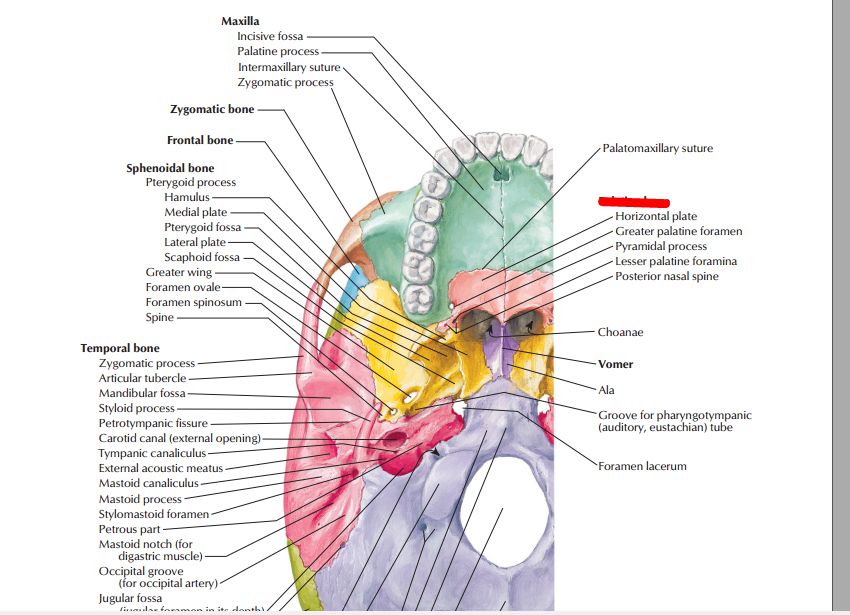 Maxilla
Incisive fossa
Palatine process
Intermaxillary suture
Zygomatic process
Zygomatic bone
Frontal bone
Sphenoidal bone
Pterygoid process
Hamulus
Medial plate
Pterygoid fossa
Lateral plate
Scaphoid fossa
Greater wing
Foramen ovale
Foramen spinosum
Spine
Temporal bone
Zygomatic process
Articular tubercle
Mandibular fossa
Styloid process
Petrotympanic fissure
Carotid canal (external opening)
Tympanic canaliculus
External acoustic meatus
Mastoid canaliculus
Mastoid process
Stylomastoid foramen
Petrous part
Mastoid notch (for
digastric muscle)
Occipital groove
(for occipital artery)
Jugular fossa
(jugular foramen in its depth)
Palatomaxillary suture
Horizontal plate
Greater palatine foramen
Pyramidal process
Lesser palatine foramina
Posterior nasal spine
Choanae
Vomer
Ala
Groove for pharyngotympanic
(auditory, eustachian) tube
Foramen lacerum